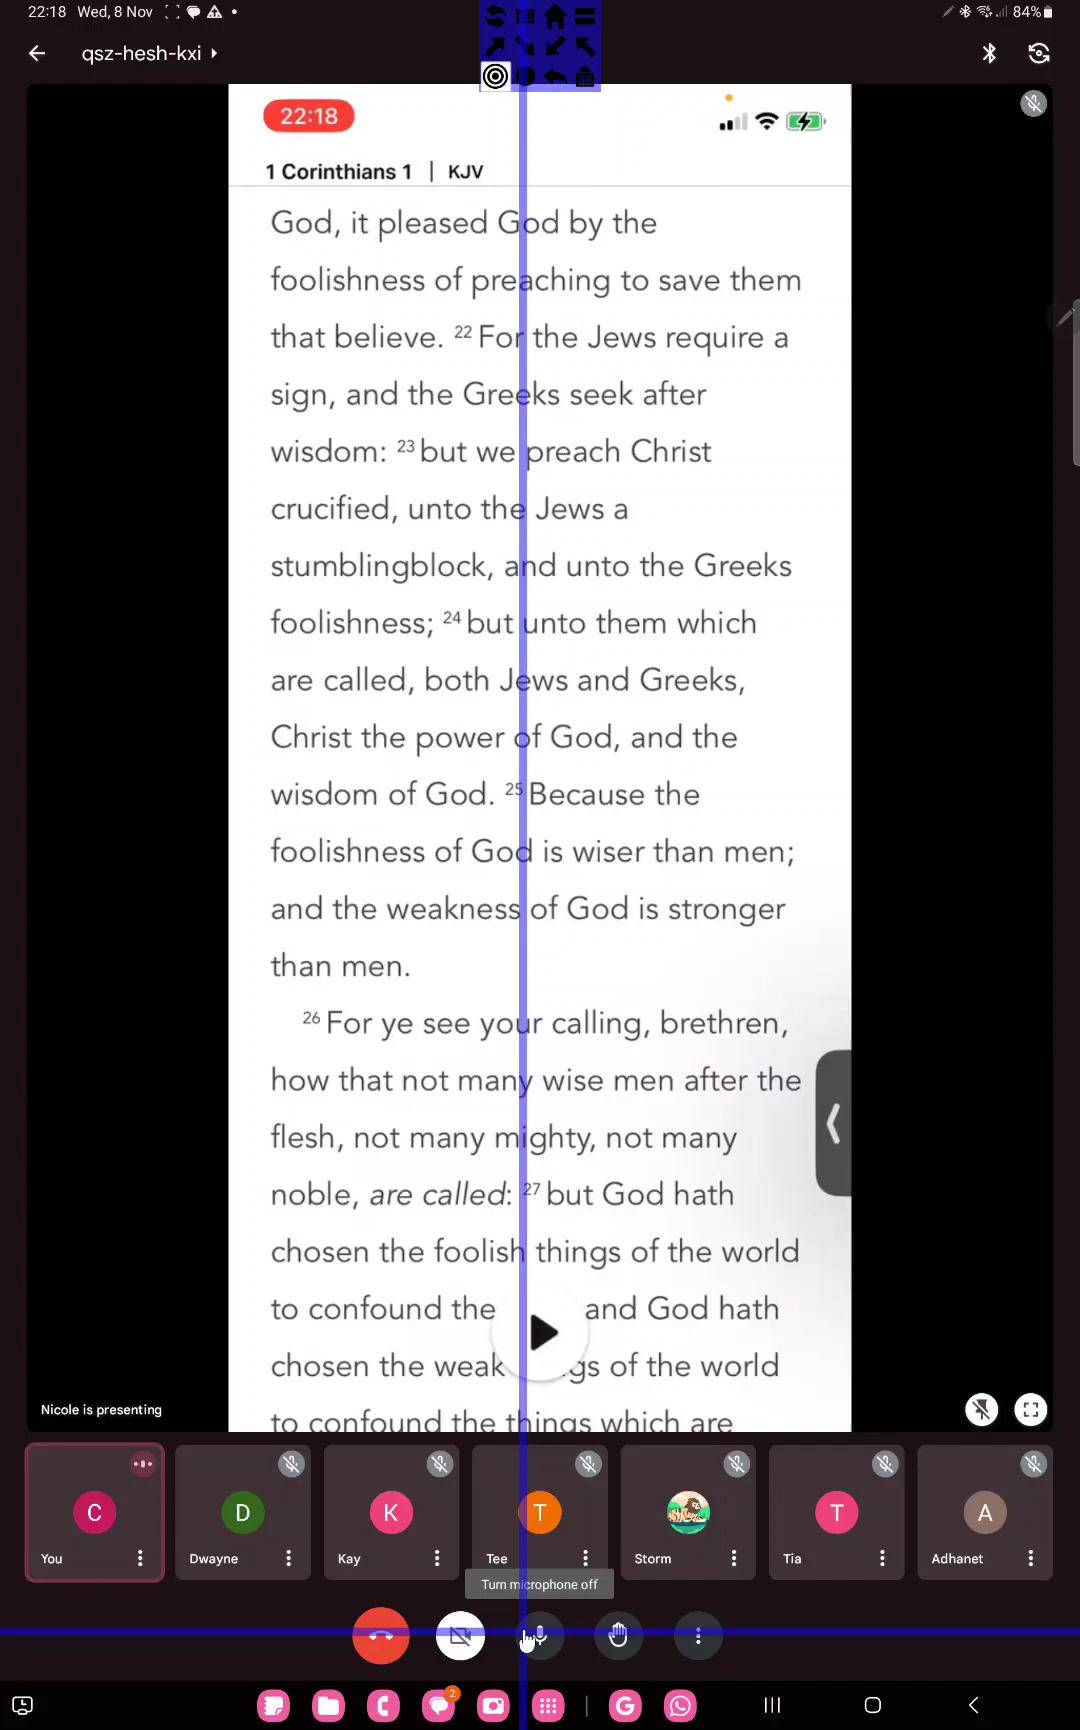 22:18 Wed, 8 Nov
84%
qsz-hesh-kxi
22:18
1 Corinthians 1 | KJV
God, it pleased God by the
foolishness of preaching to save them
that believe. 22 For the Jews require a
sign, and the Greeks seek after
wisdom: 23 but we preach Christ
crucified, unto the Jews a
stumblingblock, and unto the Greeks
foolishness; 24 but unto them which
are called, both Jews and Greeks,
Christ the power of God, and the
wisdom of God. 25 Because the
foolishness of God is wiser than men;
and the weakness of God is stronger
than men.
26 For ye see your calling, brethren,
how that not many wise men after the
flesh, not many mighty, not many
noble, are called: 27 but God hath
chosen the foolish things of the world
to confound the and God hath
chosen the weak gs of the world
to confound the things which are
Nicole is presenting
C D K T T A
You Dwayne Kay Tee Storm Tia Adhanet
Turn microphone off
2
G